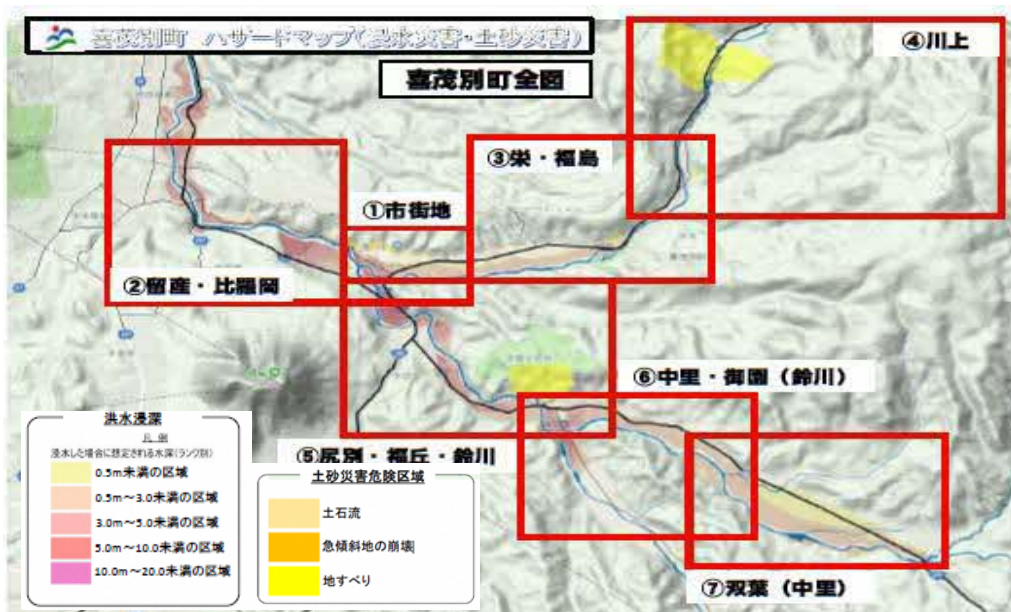 喜茂別町 ハザードマップ(浸水災害・土砂災害)
喜茂別町全図
④川上
③栄・福島
①市街地
②留産・比羅岡
⑥中里・御園（鈴川）
⑤尻別・福丘・鈴川
⑦双葉（中里）
洪水浸深
凡例
浸水した場合に想定される水深(ランク別)
0.5m未満の区域
0.5m～3.0未満の区域
3.0m～5.0未満の区域
5.0m～10.0未満の区域
10.0m～20.0未満の区域
土砂災害危険区域
土石流
急傾斜地の崩壊
地すべり